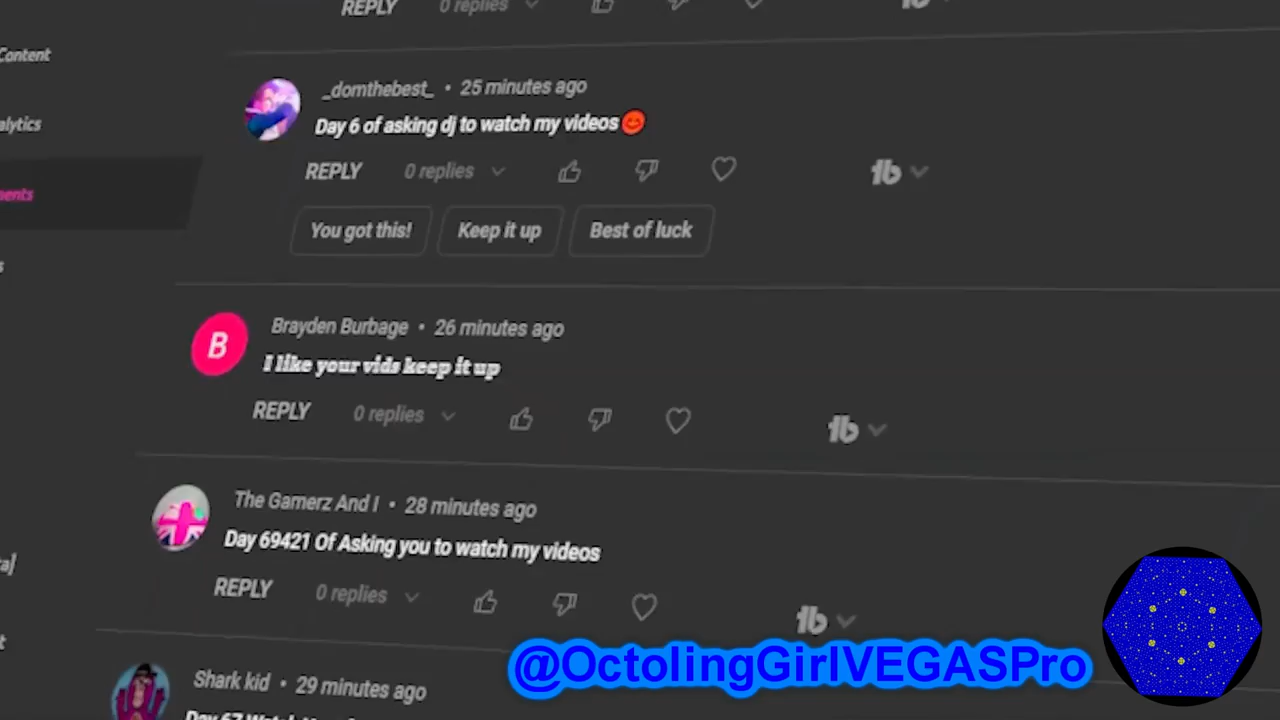 REPLY 0 replies
Content
_domthebest_ • 25 minutes ago
alytics
Day 6 of asking dj to watch my videos
REPLY 0 replies
ents
You got this! Keep it up Best of luck
s
B
Brayden Burbage • 26 minutes ago
I like your vids keep it up
REPLY 0 replies
The Gamerz And I • 28 minutes ago
Day 69421 Of Asking you to watch my videos
REPLY 0 replies
ta]
t
@OctolingGirlVEGASPro
Shark kid • 29 minutes ago
Day 67